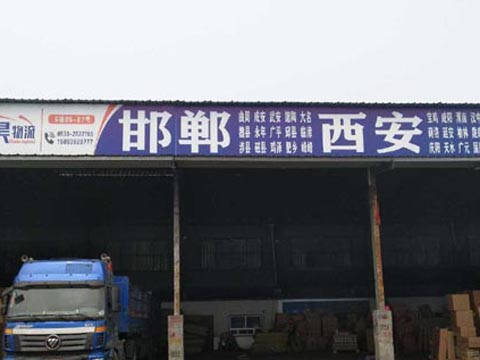 昊物流
邯郸
曲周 成安 武安 馆陶 大名
魏县 永年 广平 邱县 临漳
涉县 磁县 鸡泽 肥乡 峰峰
西安
宝鸡 咸阳 渭南 汉中
商洛 延安 榆林
庆阳 天水 广元